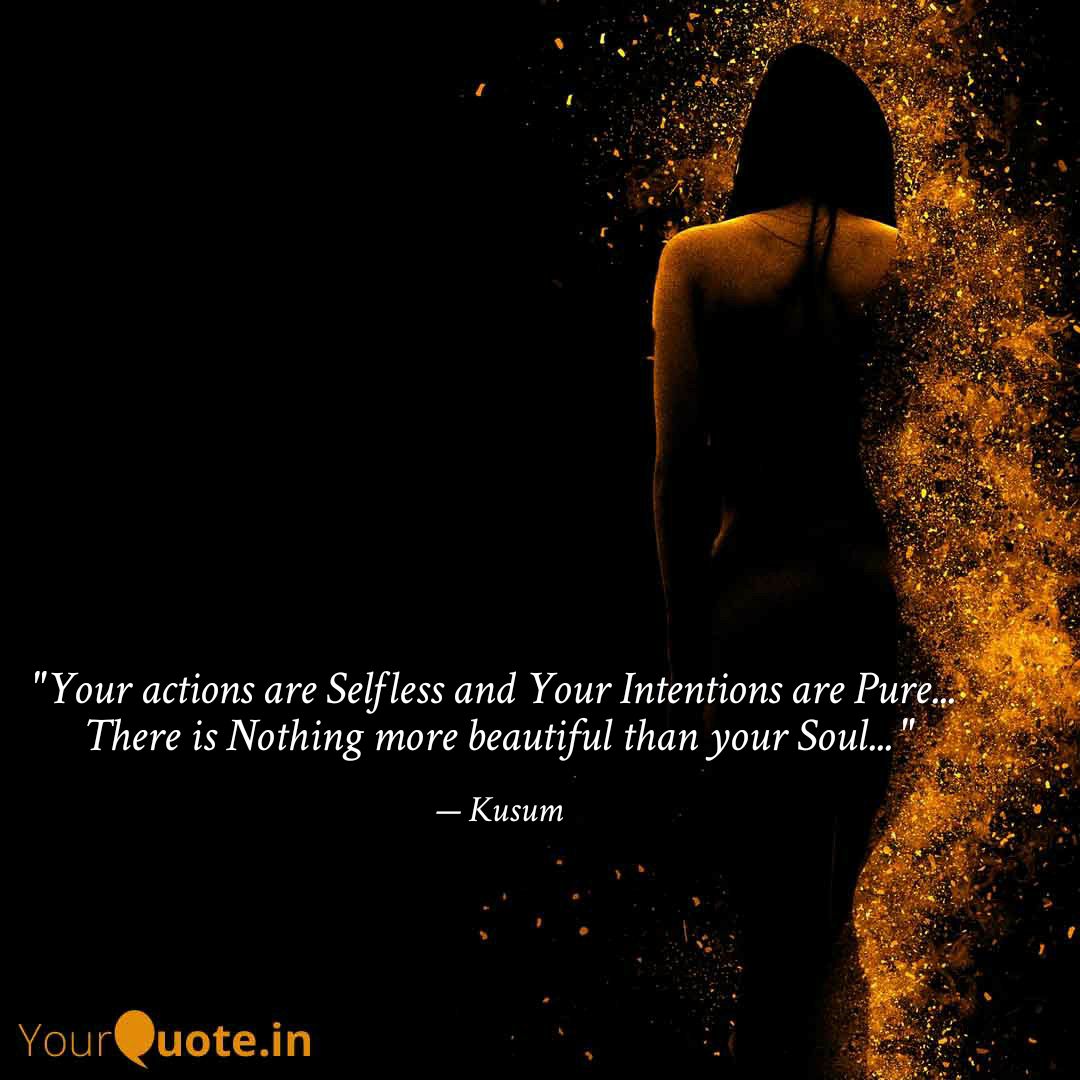 "Your actions are Selfless and Your Intentions are Pure...
There is Nothing more beautiful than your Soul..."
— Kusum
YourQuote.in